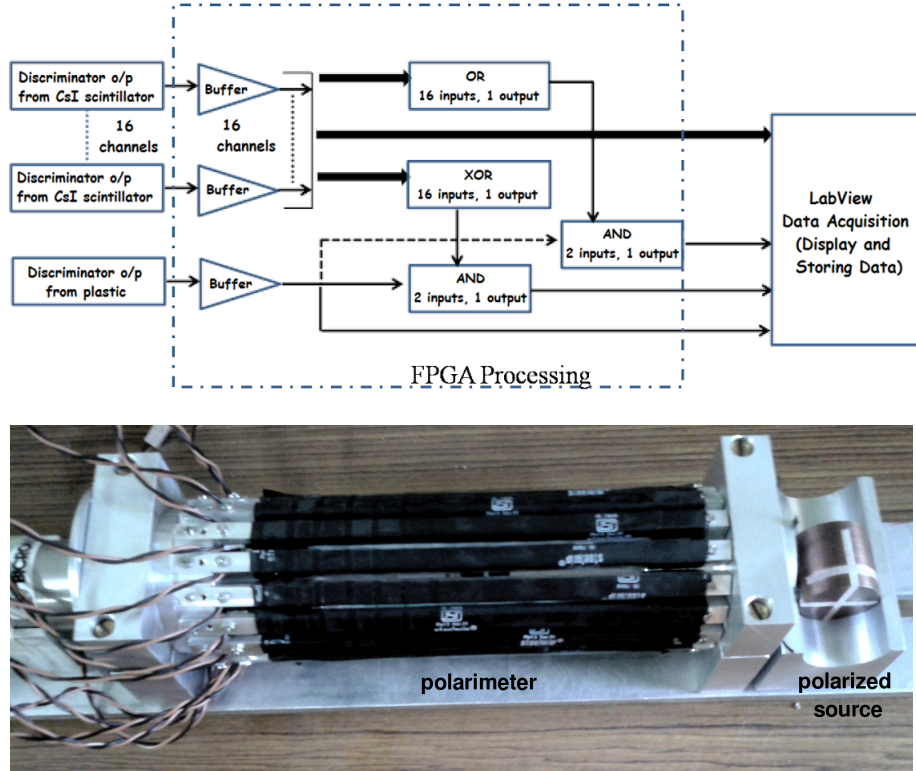 Discriminator o/p
from CsI scintillator
Buffer
OR
16 inputs, 1 output
16
channels
16
channels
Discriminator o/p
from CsI scintillator
Buffer
XOR
16 inputs, 1 output
LabView
Data Acquisition
(Display and
Storing Data)
AND
2 inputs, 1 output
Discriminator o/p
from plastic
Buffer
AND
2 inputs, 1 output
FPGA Processing
polarimeter
polarized
source